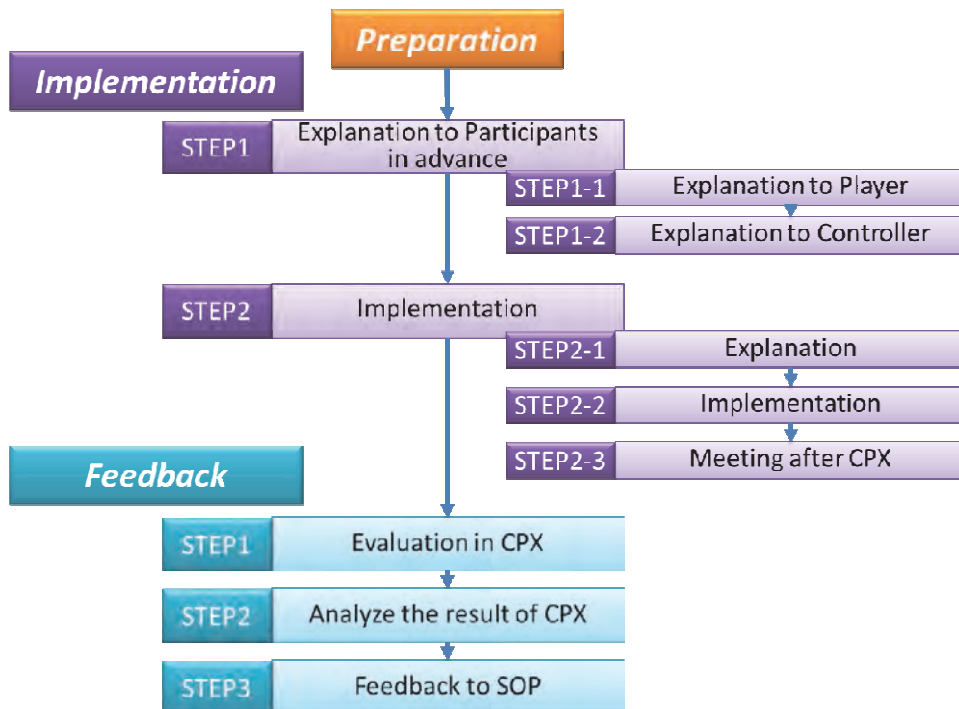 Preparation
Implementation
STEP1
Explanation to Participants
in advance
STEP1-1
Explanation to Player
STEP1-2
Explanation to Controller
STEP2
Implementation
STEP2-1
Explanation
STEP2-2
Implementation
STEP2-3
Meeting after CPX
Feedback
STEP1
Evaluation in CPX
STEP2
Analyze the result of CPX
STEP3
Feedback to SOP